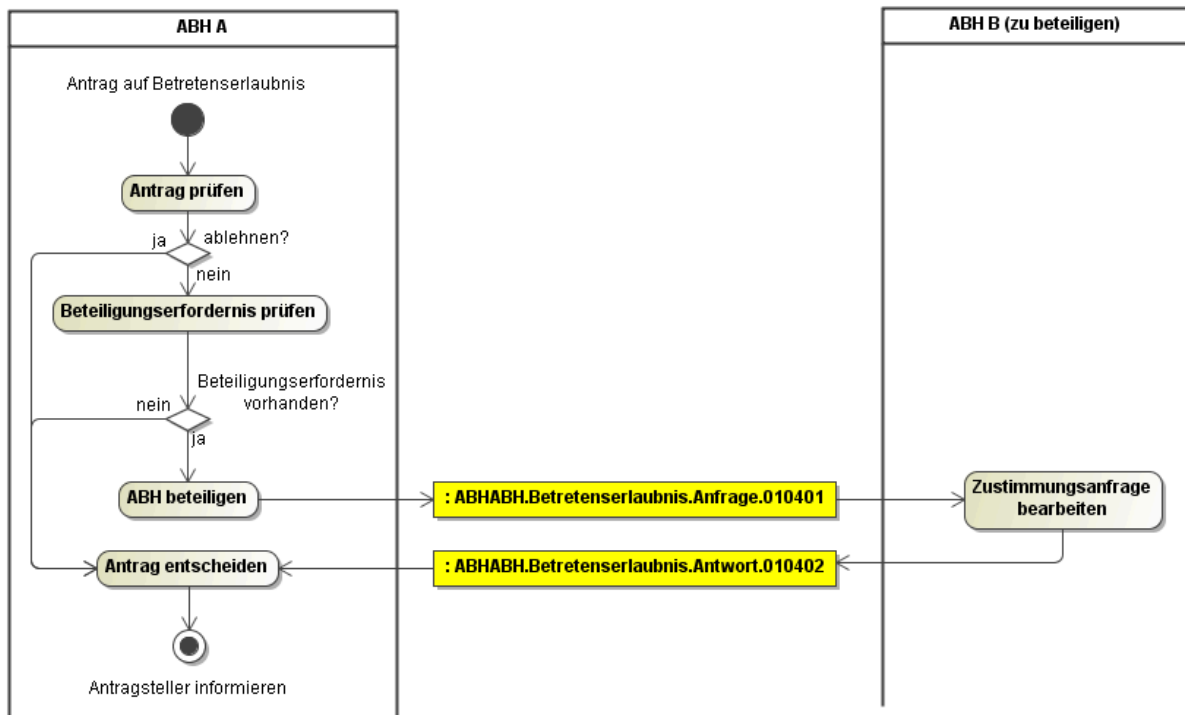 ABH A
ABH B (zu beteiligen)
Antrag auf Betretenserlaubnis
Antrag prüfen
ja
ablehnen?
nein
Beteiligungserfordernis prüfen
Beteiligungserfordernis
vorhanden?
nein
ja
ABH beteiligen
: ABHABH.Betretenserlaubnis.Anfrage.010401
Zustimmungsanfrage
bearbeiten
Antrag entscheiden
: ABHABH.Betretenserlaubnis.Antwort.010402
Antragsteller informieren